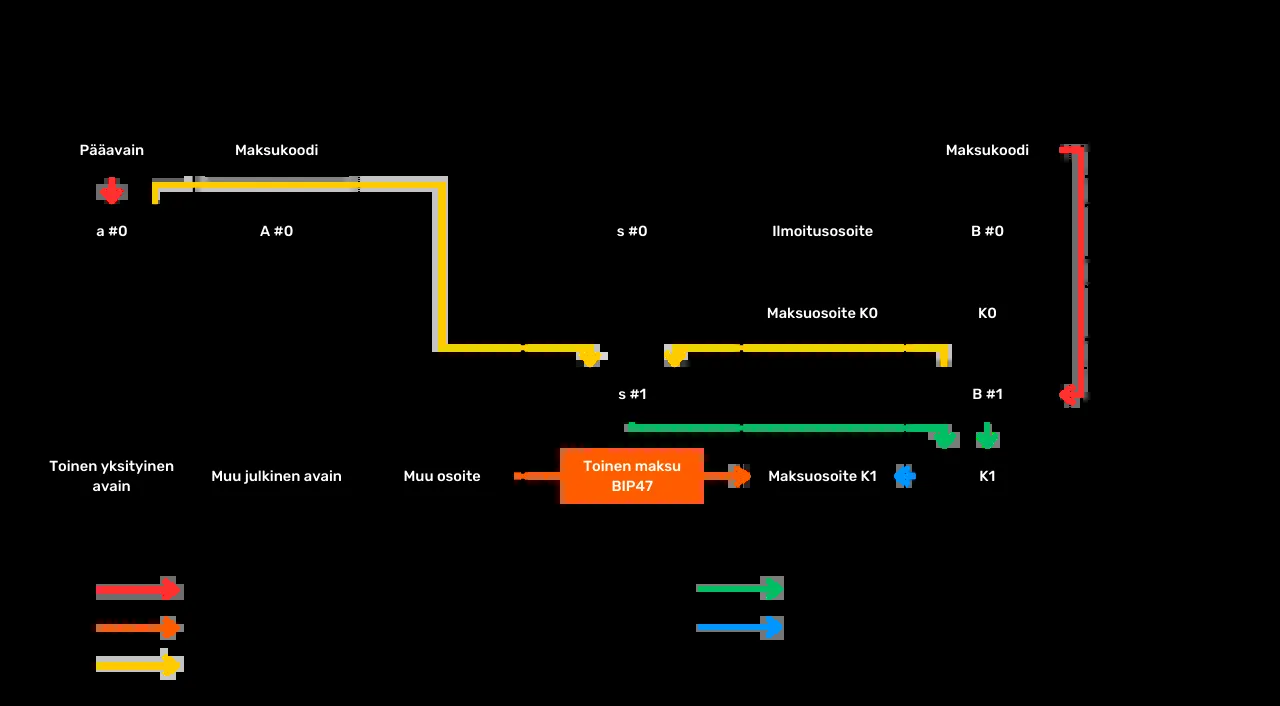 Pääavain
Maksukoodi
Maksukoodi
a #0
A #0
s #0
Ilmoitusosoite
B #0
Maksuosoite K0
K0
s #1
B #1
Toinen yksityinen
avain
Muu julkinen avain
Muu osoite
Toinen maksu
BIP47
Maksuosoite K1
K1